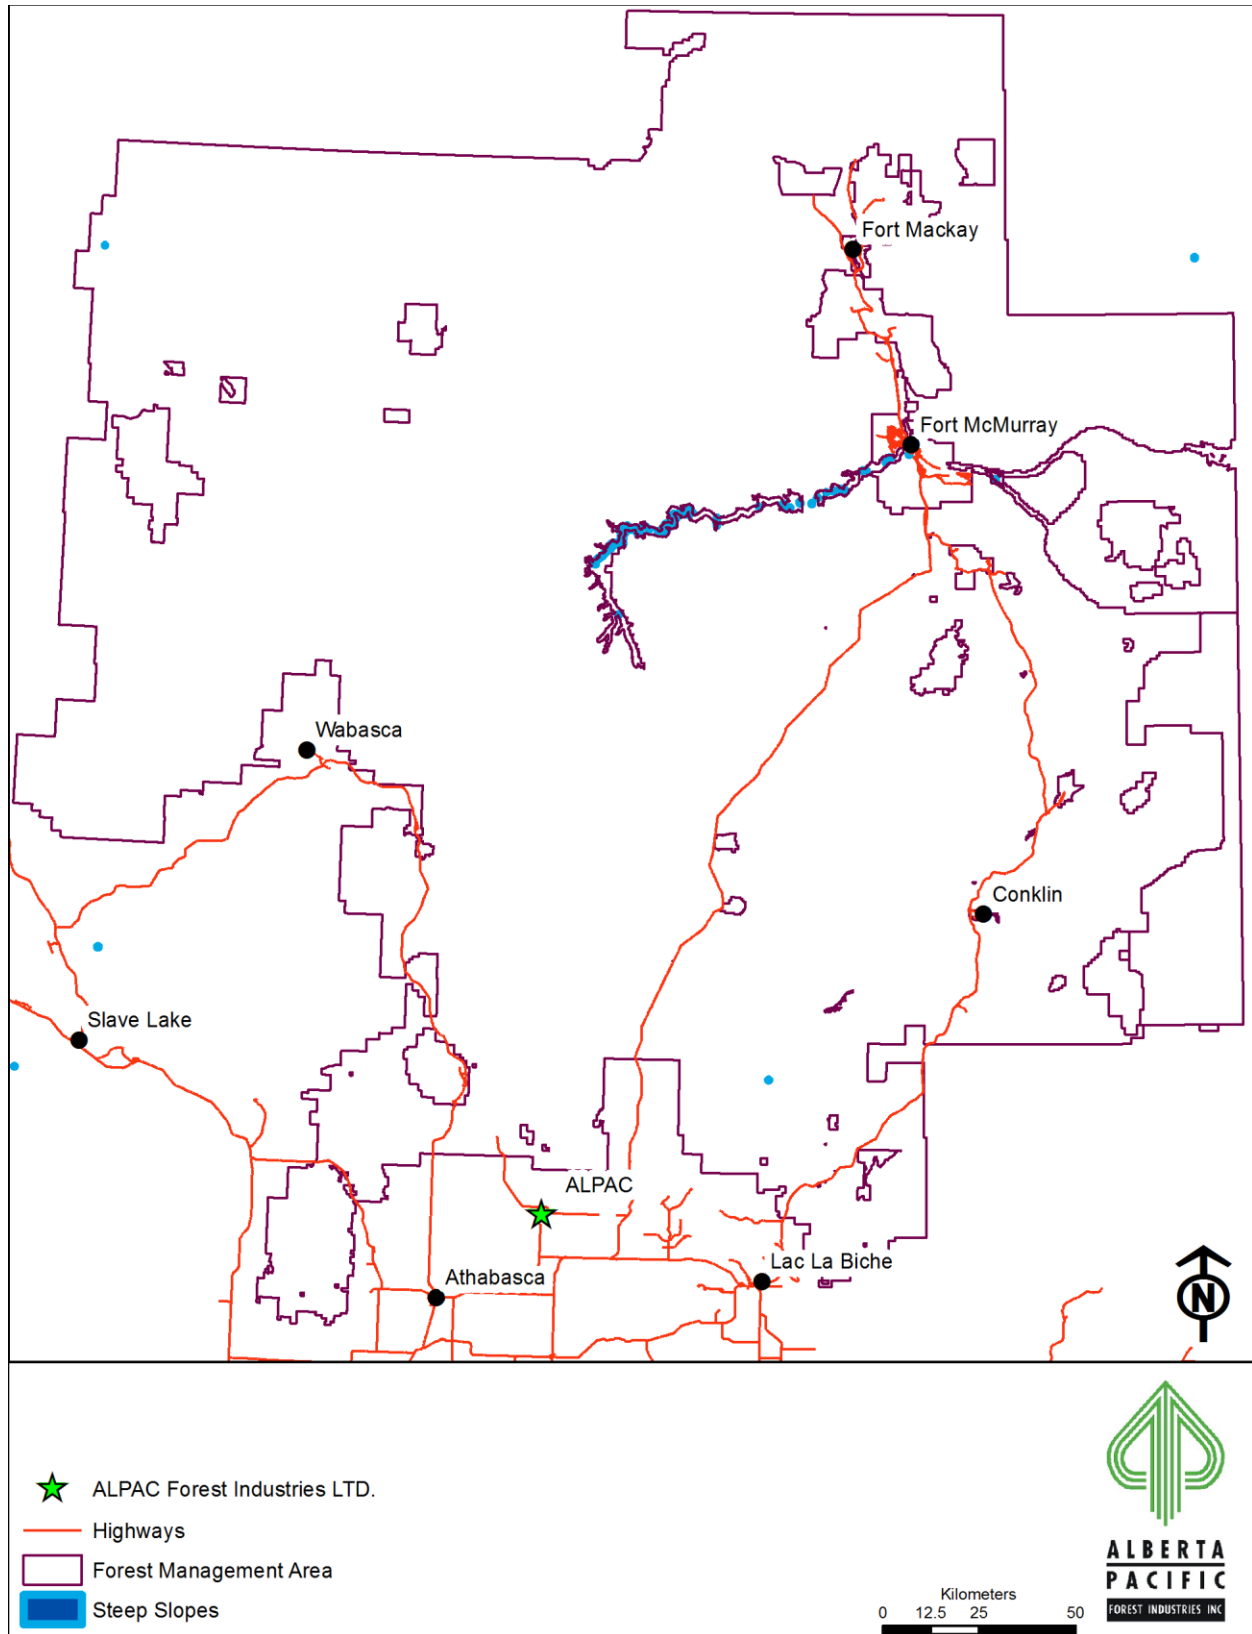 Fort Mackay
Fort McMurray
Wabasca
Conklin
Slave Lake
ALPAC
Lac La Biche
Athabasca
N
ALPAC Forest Industries LTD.
Highways
Forest Management Area
Steep Slopes
Kilometers
0 12.5 25 50
ALBERTA
PACIFIC
FOREST INDUSTRIES INC